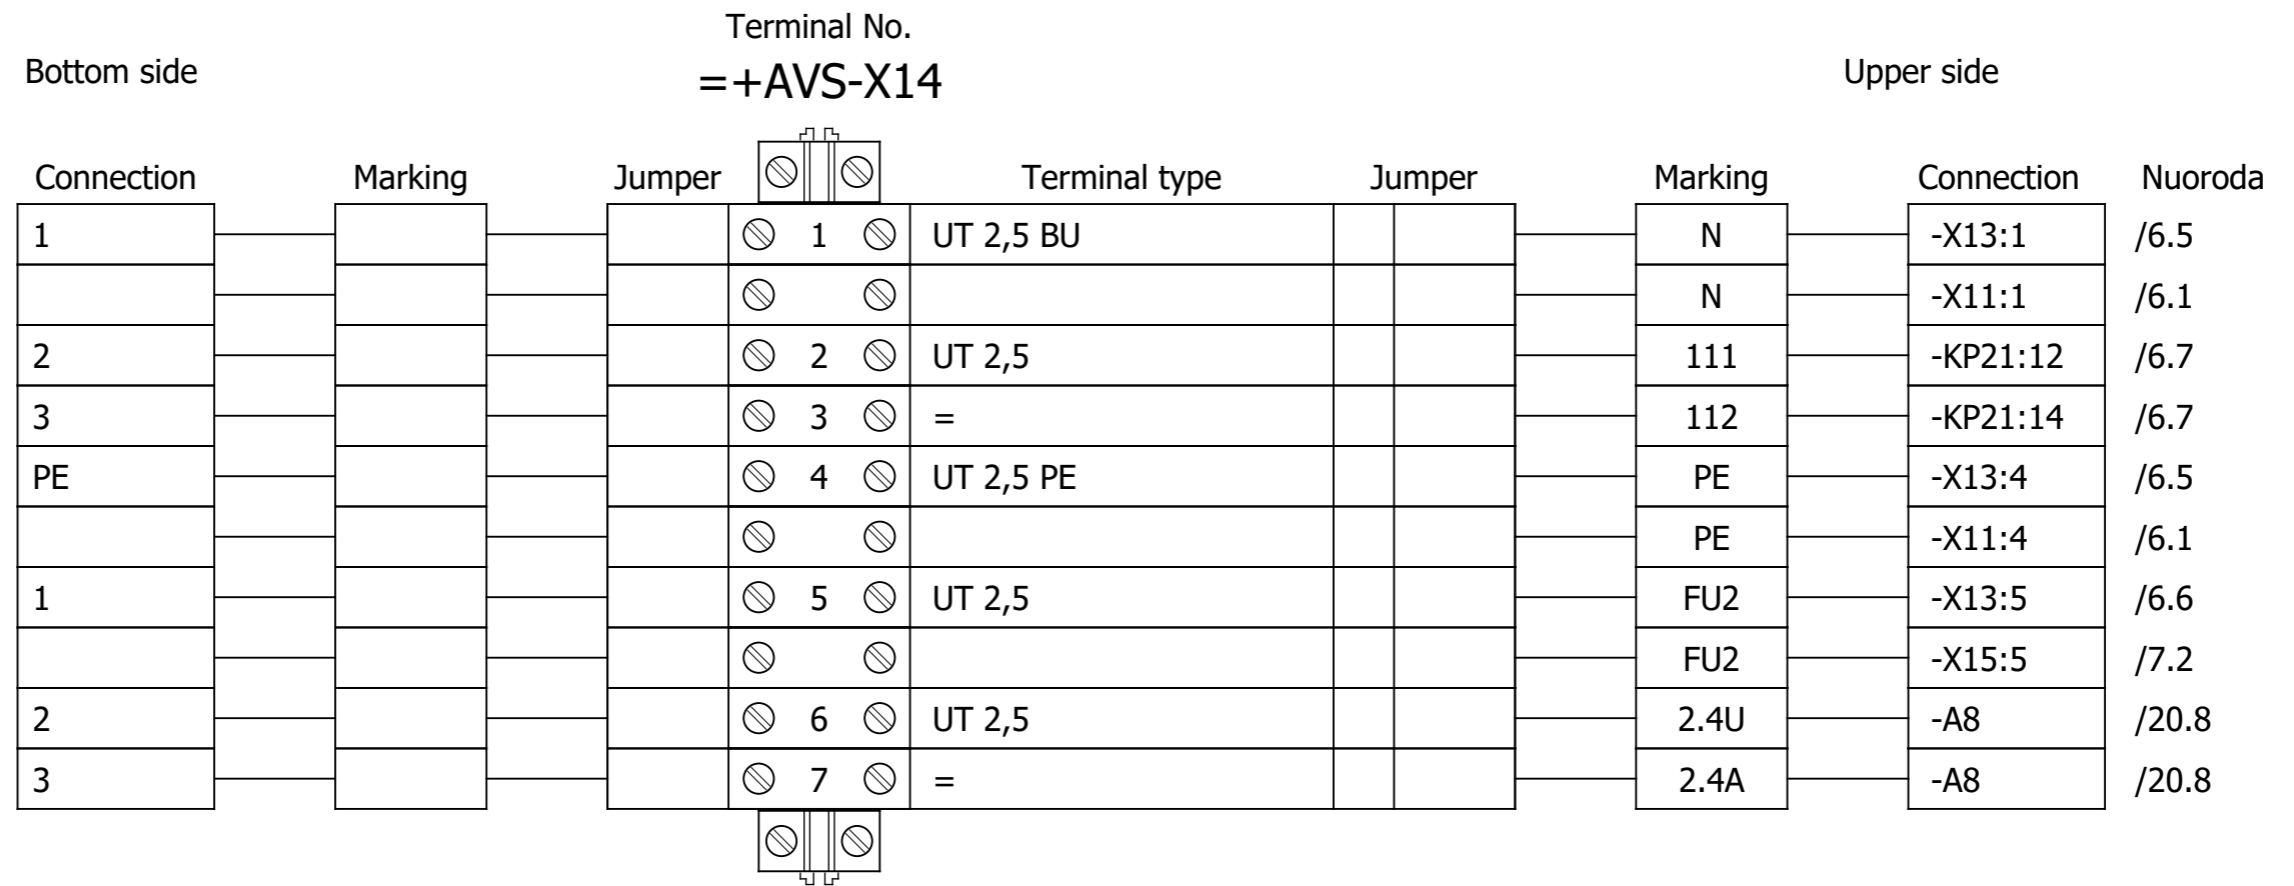 Terminal No.
Bottom side =+AVS-X14 Upper side
Connection Marking Jumper Terminal type Jumper Marking Connection Nuoroda
1 1 UT 2,5 BU N -X13:1 /6.5
N -X11:1 /6.1
2 2 UT 2,5 111 -KP21:12 /6.7
3 3 = 112 -KP21:14 /6.7
PE 4 UT 2,5 PE PE -X13:4 /6.5
PE -X11:4 /6.1
1 5 UT 2,5 FU2 -X13:5 /6.6
FU2 -X15:5 /7.2
2 6 UT 2,5 2.4U -A8 /20.8
3 7 = 2.4A -A8 /20.8